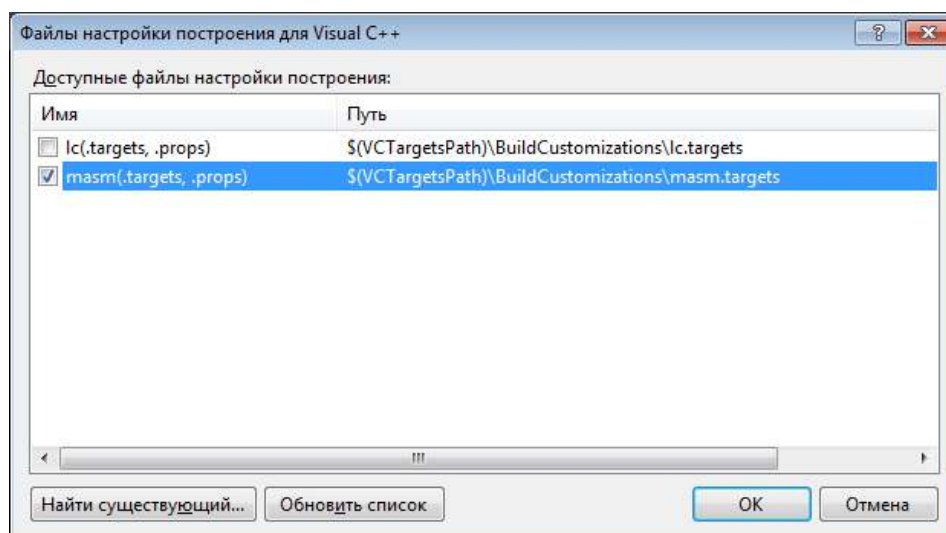 Файлы настройки построения для Visual C++
Доступные файлы настройки построения:
Имя Путь
lc(.targets, .props) $(VCTargetsPath)\BuildCustomizations\lc.targets
masm(.targets, .props) $(VCTargetsPath)\BuildCustomizations\masm.targets
Найти существующий... Обновить список ОК Отмена